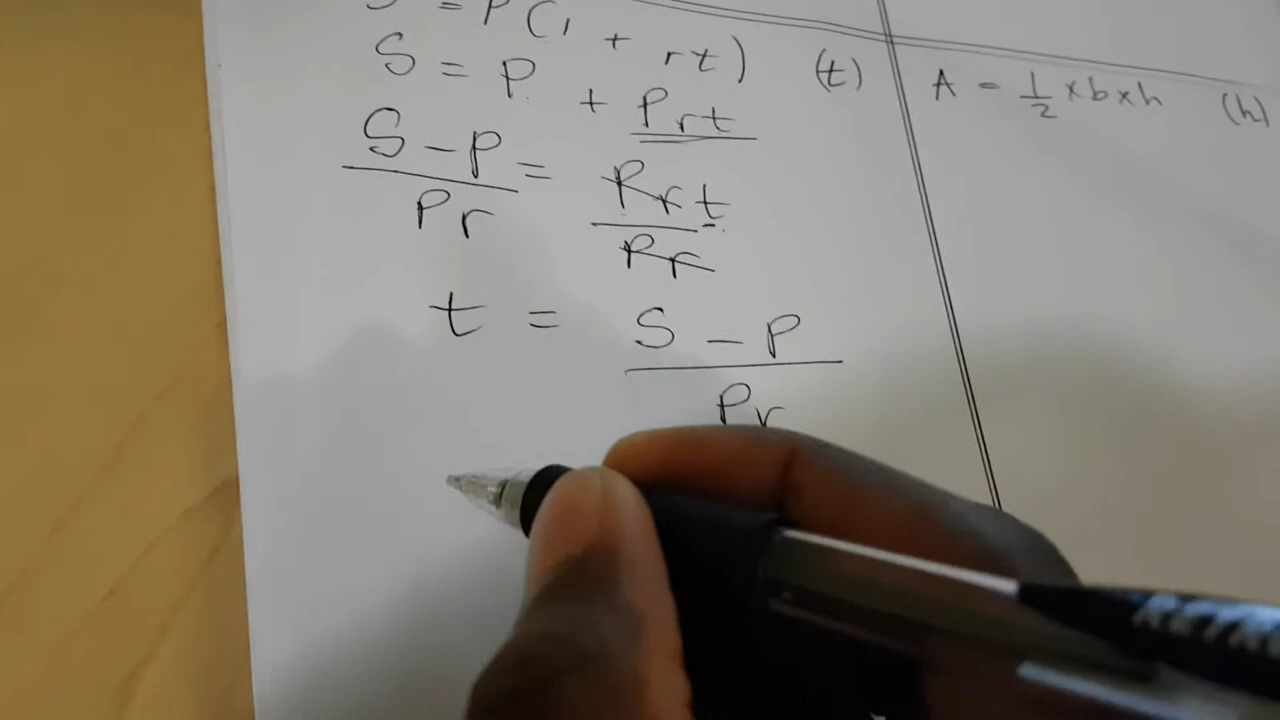 S = P(1 + rt) (t)
S = P + Prt
S - P / Pr = Prt / Pr
t = S - P / Pr
A = 1/2 × b × h (h)